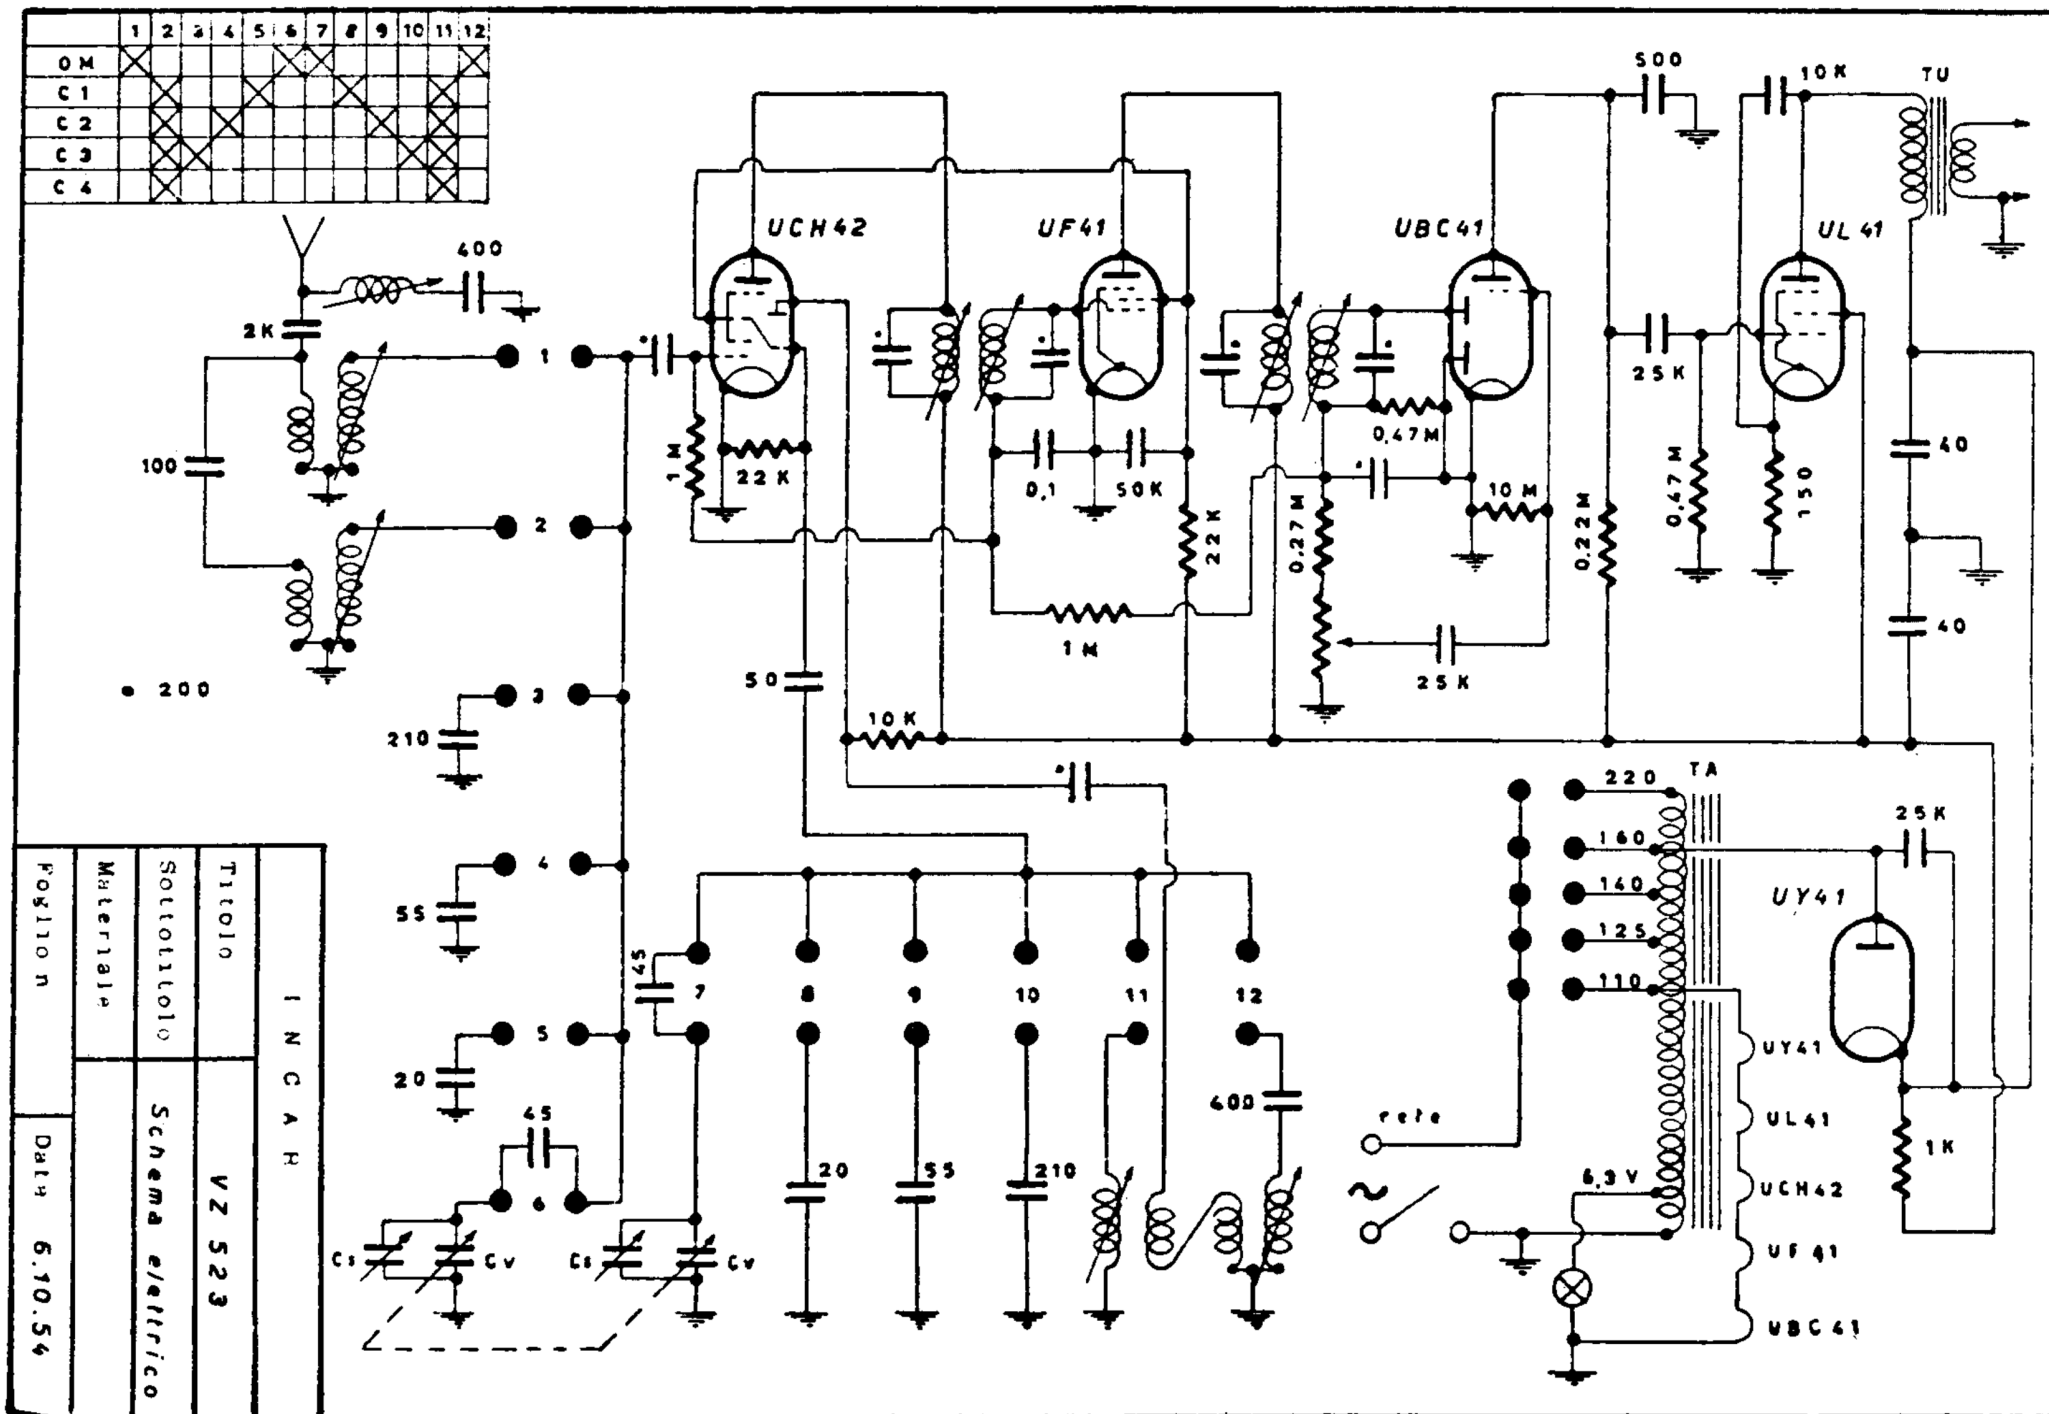 1 2 3 4 5 6 7 8 9 10 11 12
OM
C1
C2
C3
C4
400
2K
100
• 200
1
2
3
210
4
55
5
20
45
6
Cs
Cv
Cs
Cv
UCH42
UF41
UBC41
UL41
TU
500
10K
1M
22K
0,1
50K
22K
1M
0,47M
0,27M
10M
25K
0,22M
25K
0,47M
150
40
40
50
10K
45
7
8
9
10
11
12
20
55
210
400
rete
~
TA
220
160
140
125
110
6,3 V
25K
UY41
1K
UY41
UL41
UCH42
UF41
UBC41
INCAR
Titolo
VZ 523
Sottotitolo
Schema elettrico
Materiale
Foglio n
Data 6.10.54